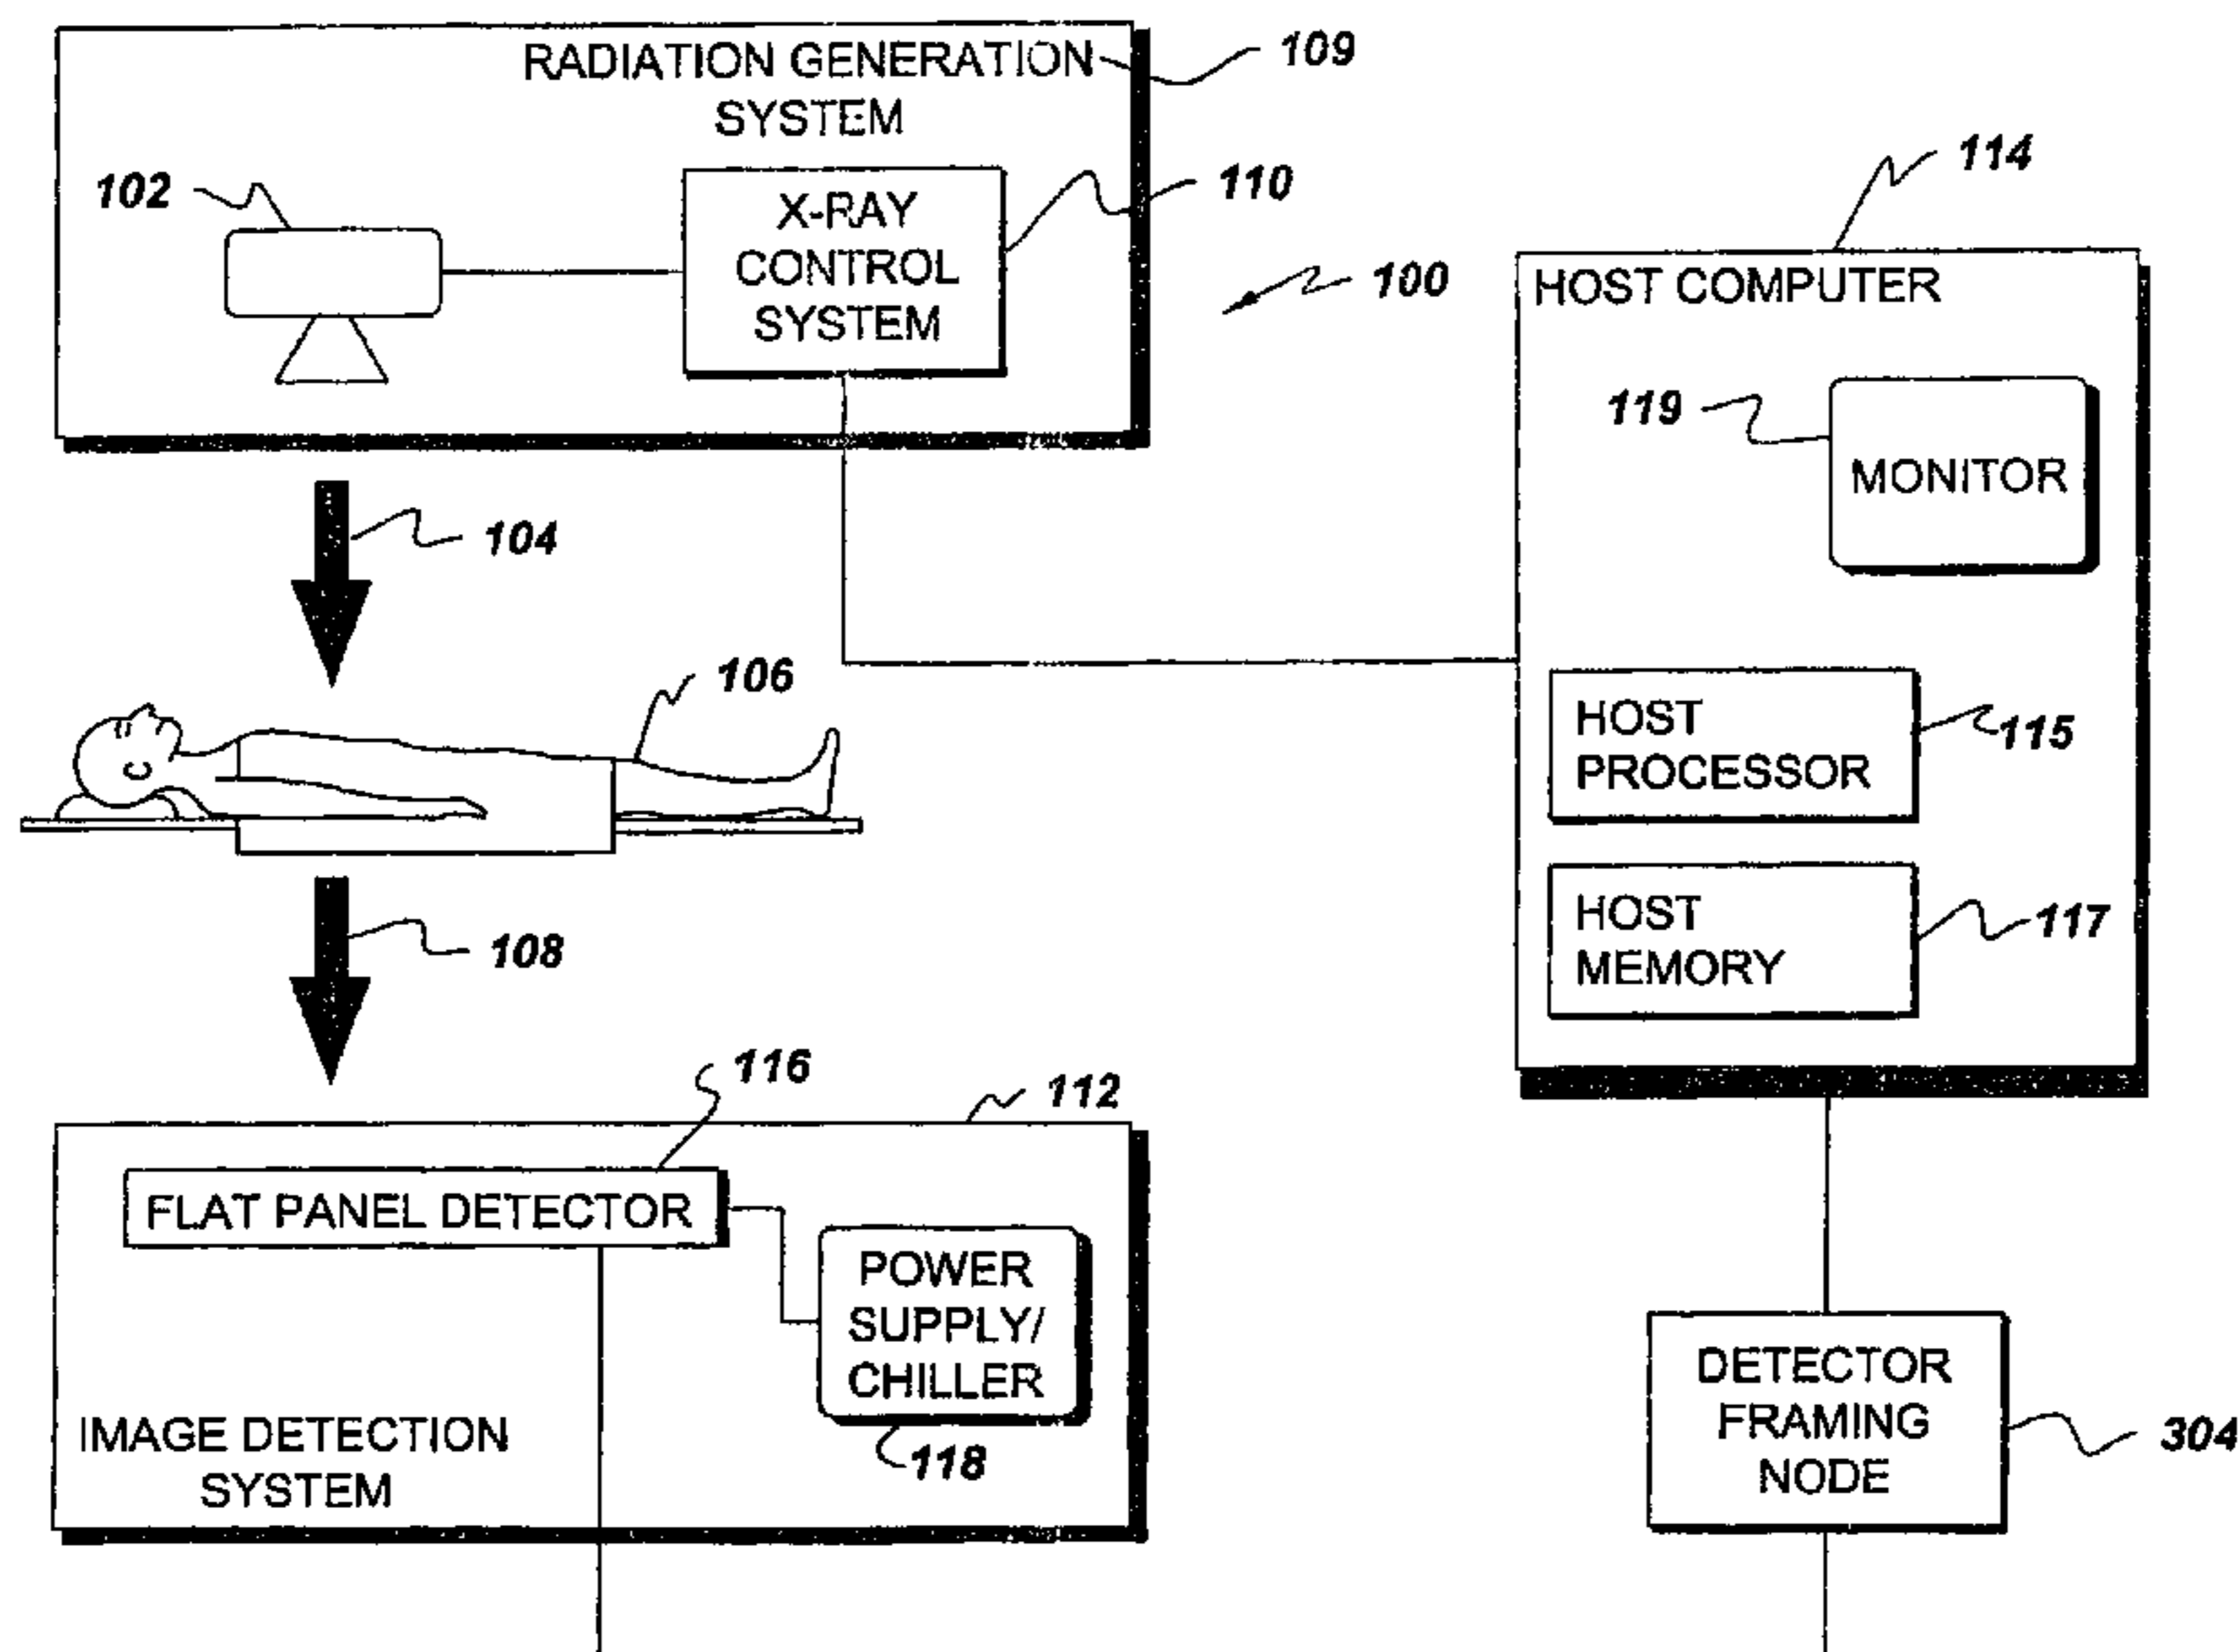 RADIATION GENERATION
SYSTEM
109
102
X-RAY
CONTROL
SYSTEM
110
100
104
106
108
116
112
FLAT PANEL DETECTOR
POWER
SUPPLY/
CHILLER
118
IMAGE DETECTION
SYSTEM
114
HOST COMPUTER
119
MONITOR
HOST
PROCESSOR
115
HOST
MEMORY
117
DETECTOR
FRAMING
NODE
304